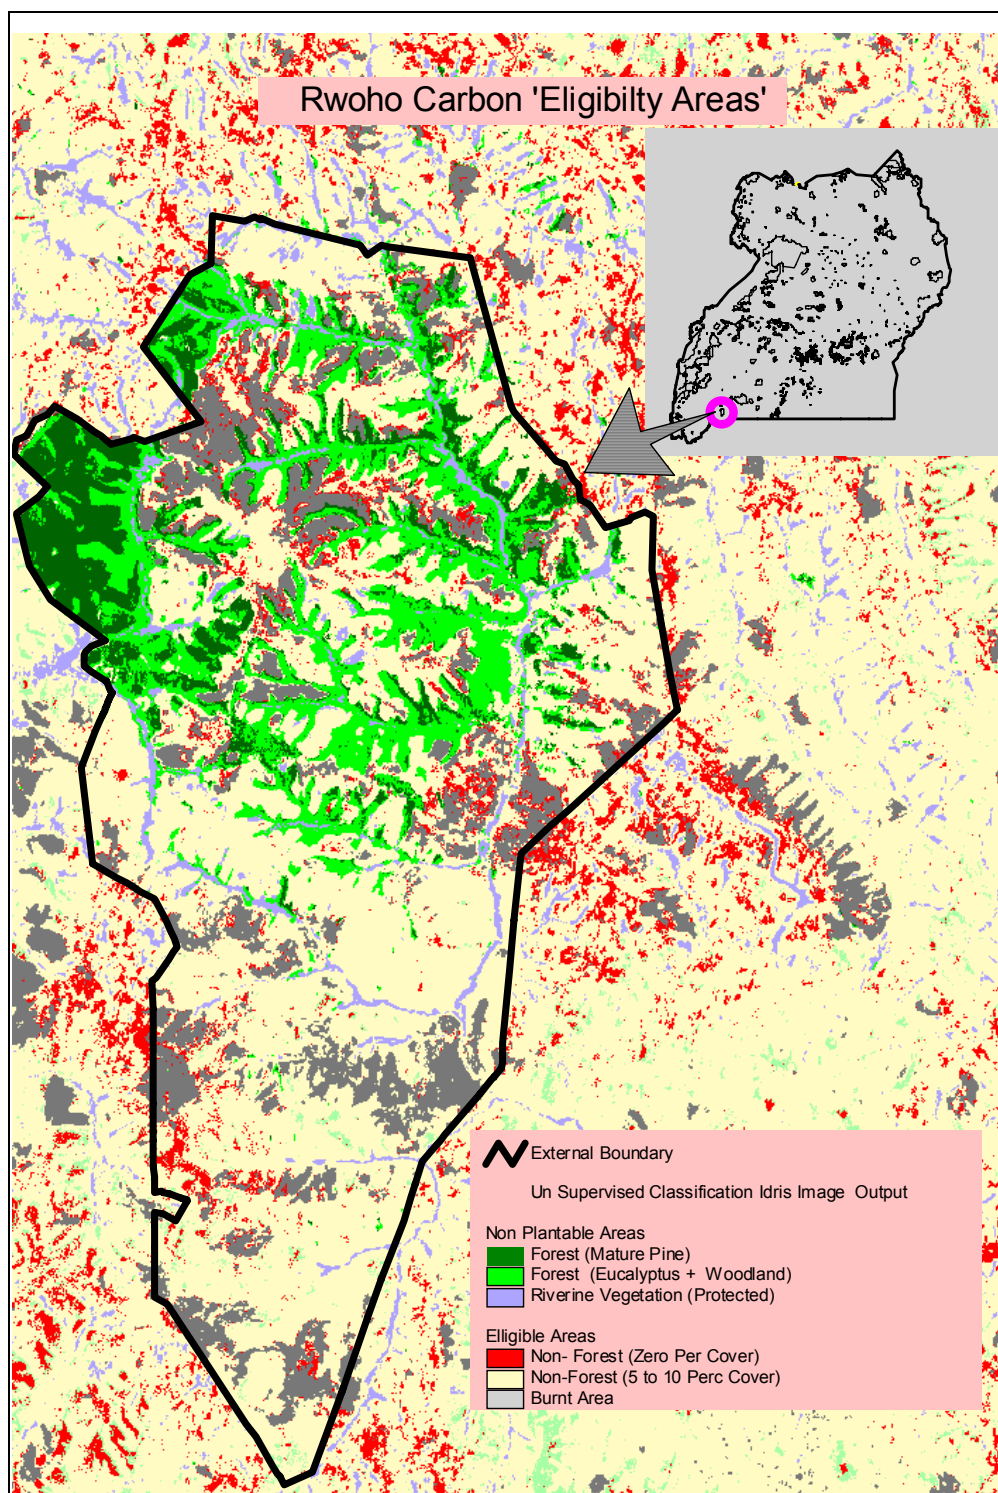 Rwoho Carbon 'Eligibilty Areas'
External Boundary
Un Supervised Classification Idris Image Output
Non Plantable Areas
Forest (Mature Pine)
Forest (Eucalyptus + Woodland)
Riverine Vegetation (Protected)
Elligible Areas
Non- Forest (Zero Per Cover)
Non-Forest (5 to 10 Perc Cover)
Burnt Area